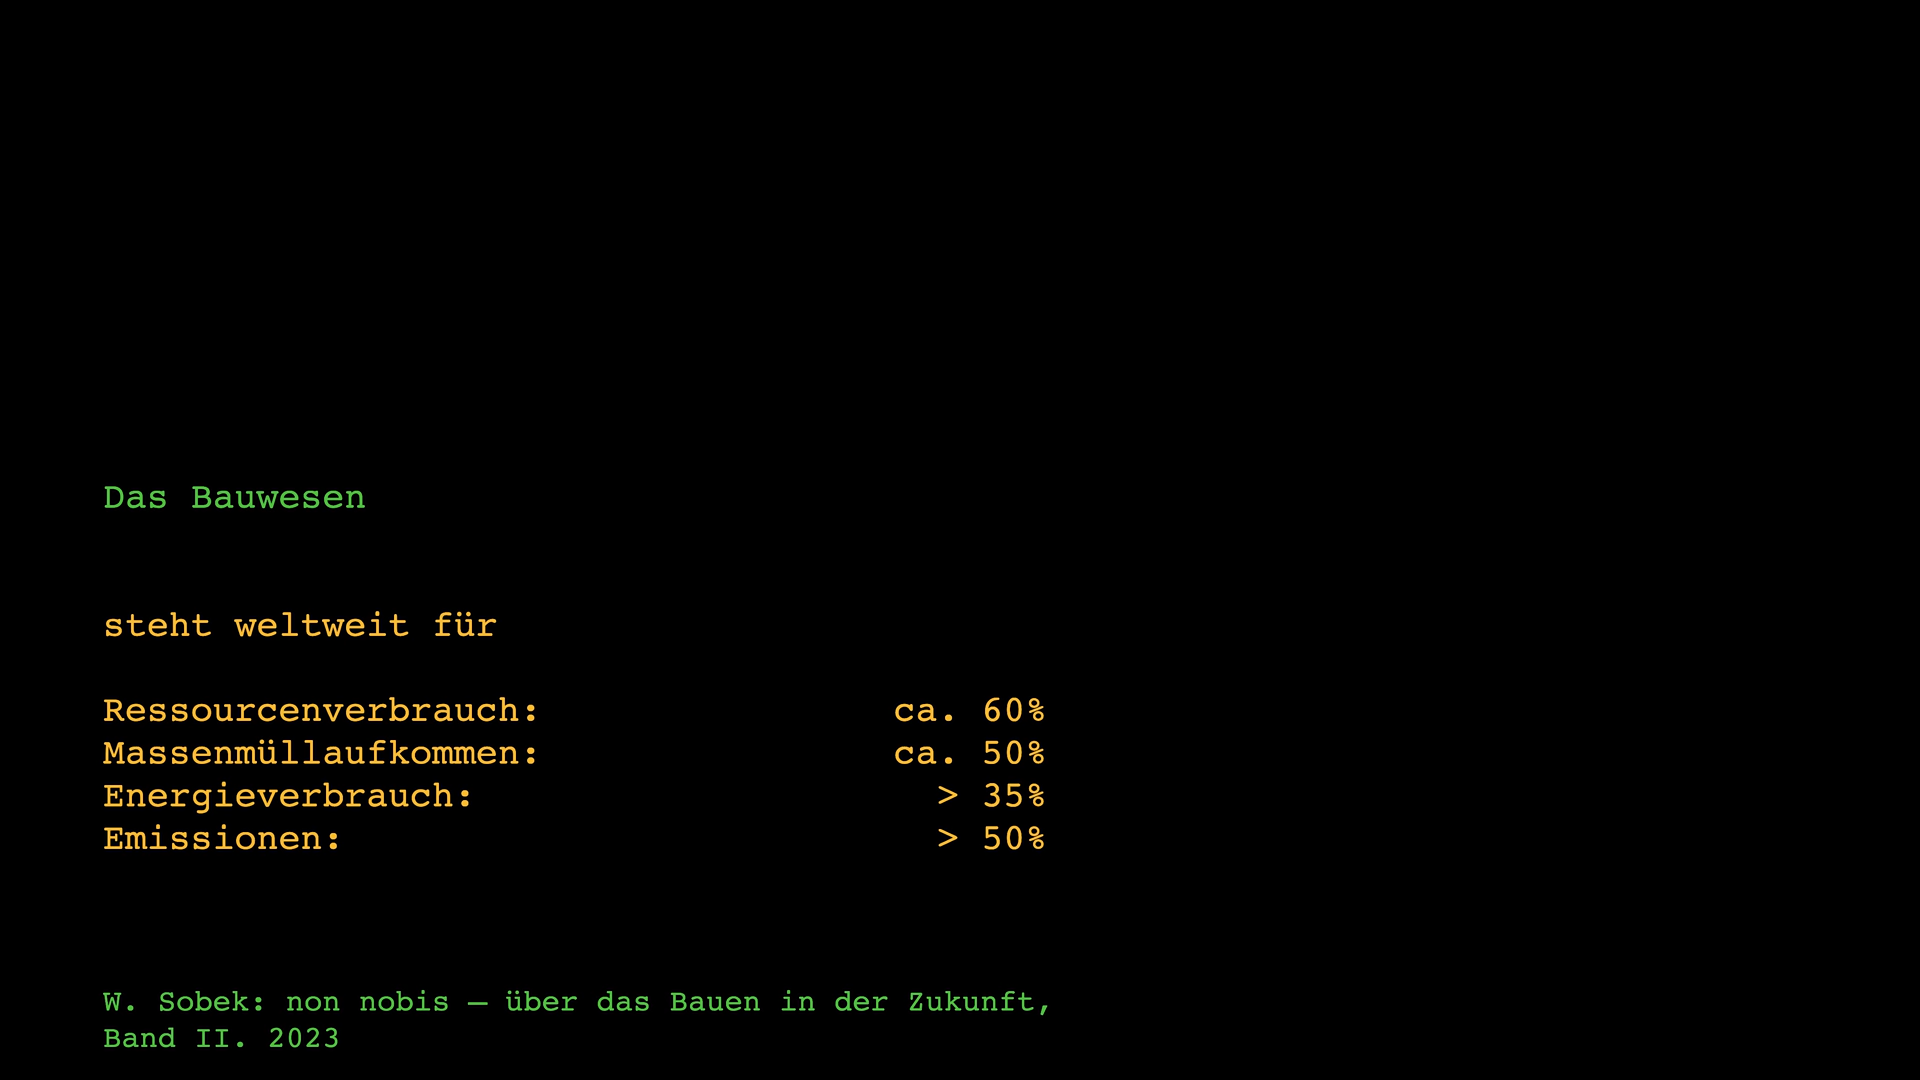 Das Bauwesen
steht weltweit für
Ressourcenverbrauch: ca. 60%
Massenmüllaufkommen: ca. 50%
Energieverbrauch: > 35%
Emissionen: > 50%
W. Sobek: non nobis – über das Bauen in der Zukunft,
Band II. 2023